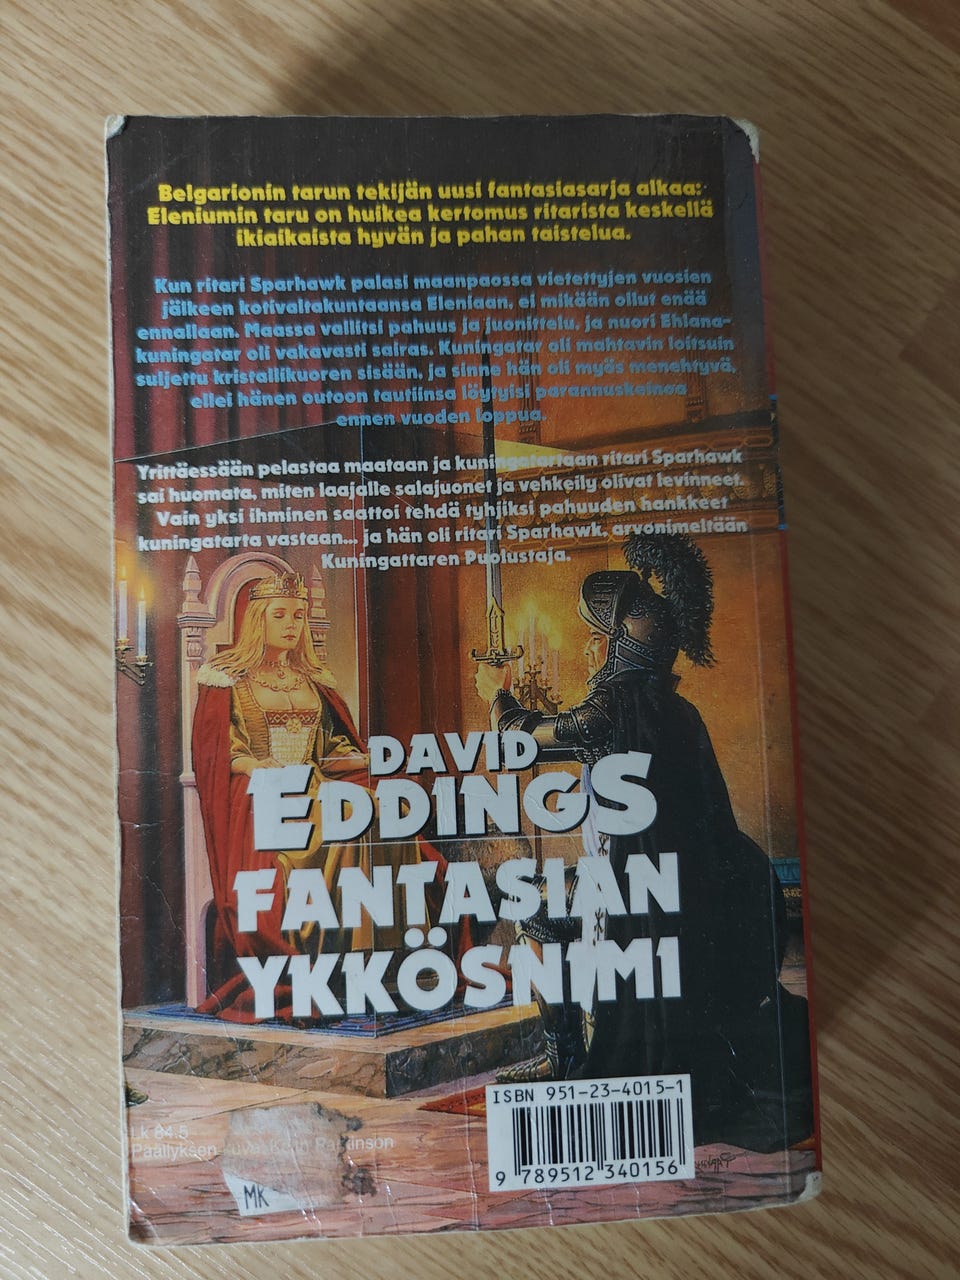 Belgarionin tarun tekijän uusi fantasiasarja alkaa:
Eleniumin taru on huikea kertomus ritarista keskellä
ikiaikaista hyvän ja pahan taistelua.
Kun ritari Sparhawk palasi maanpaossa vietettyjen vuosien
jälkeen kotivaltakuntaansa Eleniaan, ei mikään ollut enää
ennallaan. Maassa vallitsi pahuus ja juonittelu, ja nuori Ehlana-
kuningatar oli vakavasti sairas. Kuningatar oli mahtavin loitsuin
suljettu kristallikuoren sisään, ja sinne hän oli myös menehtyvä,
ellei hänen outoon tautiinsa löytyisi parannuskeinoa
ennen vuoden loppua.
Yrittäessään pelastaa maataan ja kuningatartaan ritari Sparhawk
sai huomata, miten laajalle salajuonet ja vehkeily olivat levinneet.
Vain yksi ihminen saattoi tehdä tyhjiksi pahuuden hankkeet
kuningatarta vastaan... ja hän oli ritari Sparhawk, arvonimeltään
Kuningattaren Puolustaja.
DAVID
EDDINGS
FANTASIAN
YKKÖSNIMI
ISBN 951-23-4015-1
9 789512 340156
Lk 84.5
Päällyksen kuva: Keith Parkinson
MK